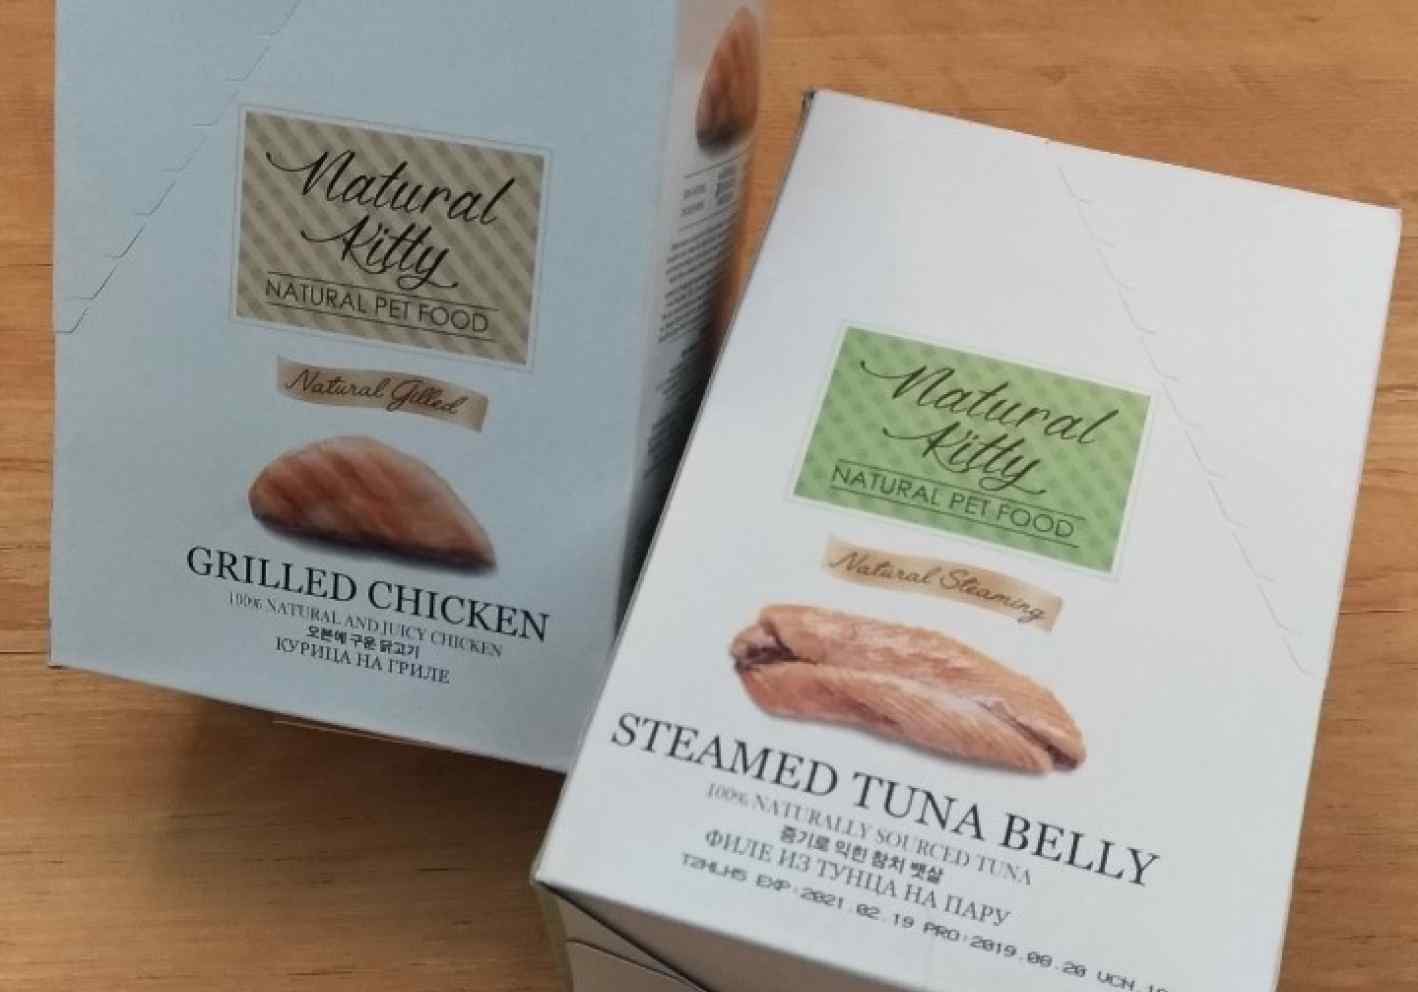 Natural
Kitty
NATURAL PET FOOD
Natural Gilled
GRILLED CHICKEN
100% NATURAL AND JUICY CHICKEN
오븐에 구운 닭고기
КУРИЦА НА ГРИЛЕ
Natural
Kitty
NATURAL PET FOOD
Natural Steaming
STEAMED TUNA BELLY
100% NATURALLY SOURCED TUNA
증기로 익힌 참치 뱃살
ФИЛЕ ИЗ ТУНЦА НА ПАРУ
EXP:2021.02.19 PRO:2019.08.20